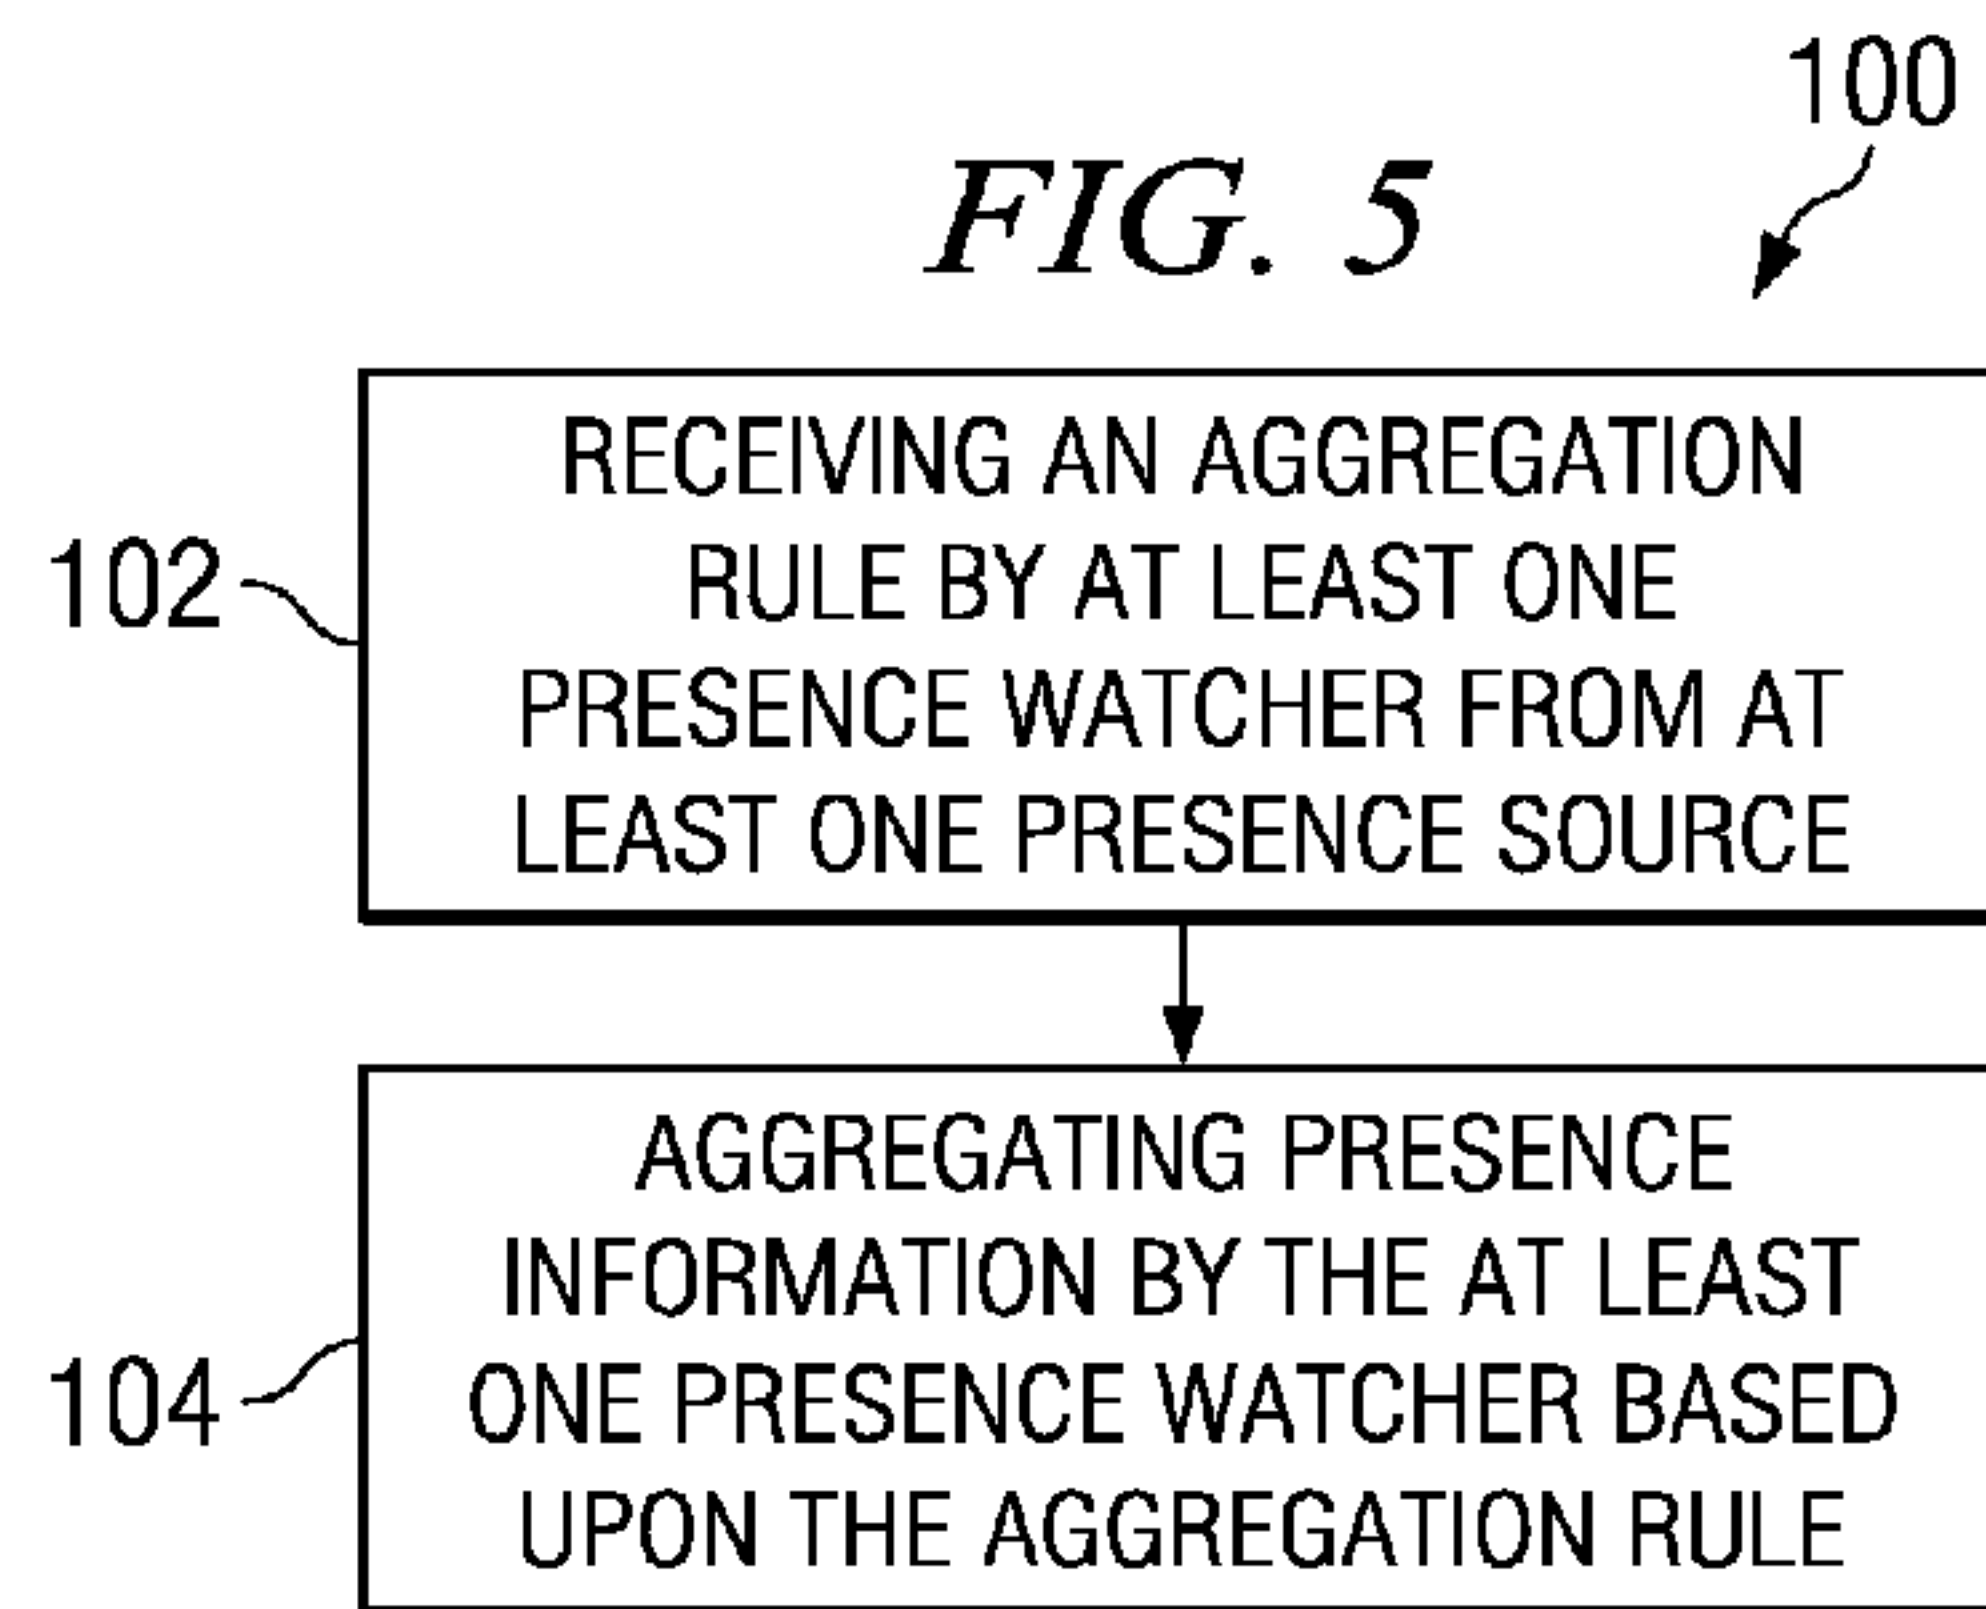 100
FIG. 5
RECEIVING AN AGGREGATION
RULE BY AT LEAST ONE
PRESENCE WATCHER FROM AT
LEAST ONE PRESENCE SOURCE
102
AGGREGATING PRESENCE
INFORMATION BY THE AT LEAST
ONE PRESENCE WATCHER BASED
UPON THE AGGREGATION RULE
104